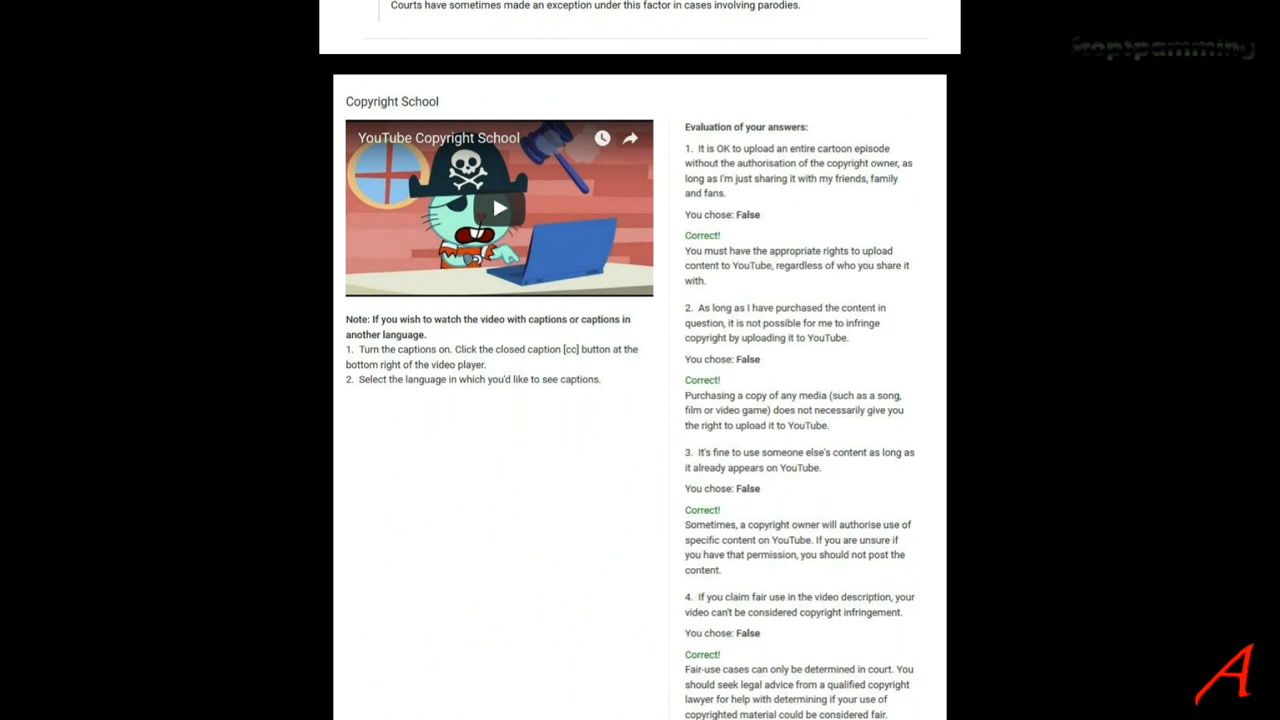 Courts have sometimes made an exception under this factor in cases involving parodies.
stopspamming
Copyright School
YouTube Copyright School
Note: If you wish to watch the video with captions or captions in
another language.
1. Turn the captions on. Click the closed caption [cc] button at the
bottom right of the video player.
2. Select the language in which you'd like to see captions.
Evaluation of your answers:
1. It is OK to upload an entire cartoon episode
without the authorisation of the copyright owner, as
long as I'm just sharing it with my friends, family
and fans.
You chose: False
Correct!
You must have the appropriate rights to upload
content to YouTube, regardless of who you share it
with.
2. As long as I have purchased the content in
question, it is not possible for me to infringe
copyright by uploading it to YouTube.
You chose: False
Correct!
Purchasing a copy of any media (such as a song,
film or video game) does not necessarily give you
the right to upload it to YouTube.
3. It's fine to use someone else's content as long as
it already appears on YouTube.
You chose: False
Correct!
Sometimes, a copyright owner will authorise use of
specific content on YouTube. If you are unsure if
you have that permission, you should not post the
content.
4. If you claim fair use in the video description, your
video can't be considered copyright infringement.
You chose: False
Correct!
Fair-use cases can only be determined in court. You
should seek legal advice from a qualified copyright
lawyer for help with determining if your use of
copyrighted material could be considered fair.
A